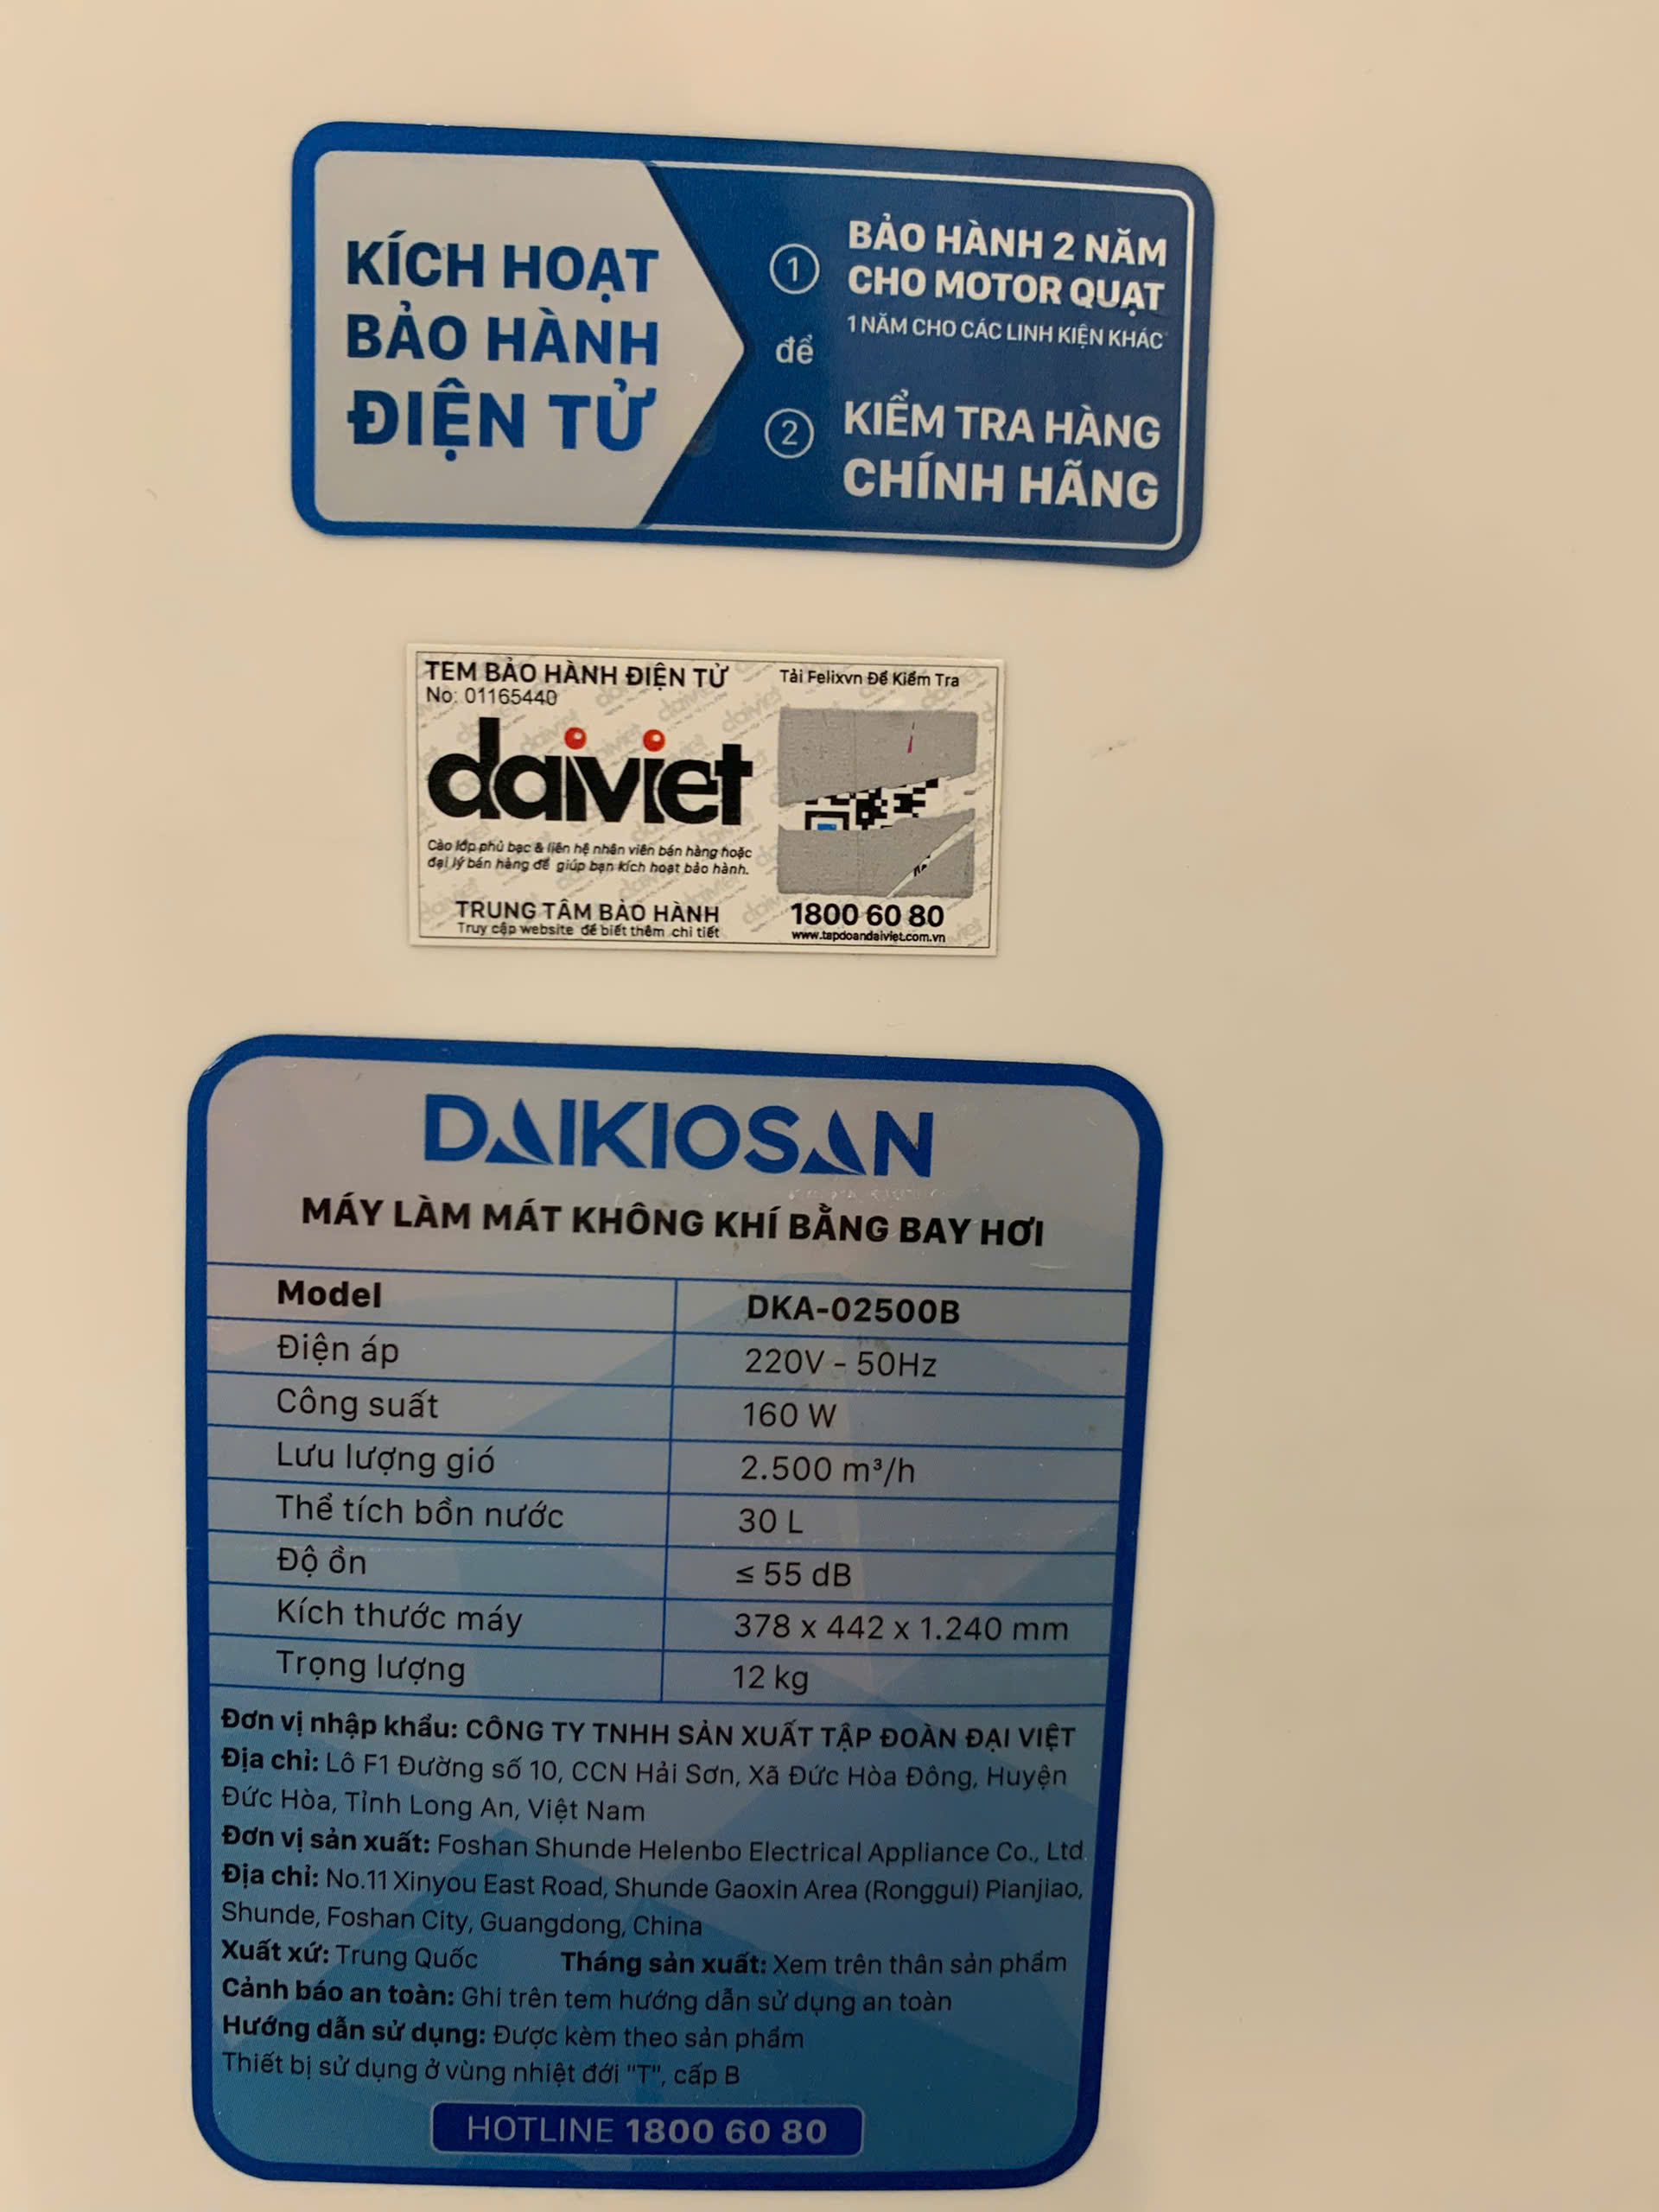 KÍCH HOẠT
BẢO HÀNH
ĐIỆN TỬ
để
1 BẢO HÀNH 2 NĂM
CHO MOTOR QUẠT
1 NĂM CHO CÁC LINH KIỆN KHÁC
2 KIỂM TRA HÀNG
CHÍNH HÃNG
TEM BẢO HÀNH ĐIỆN TỬ
No: 01165440
Tải Felixvn Để Kiểm Tra
daiviet
Cào lớp phủ bạc & liên hệ nhân viên bán hàng hoặc
đại lý bán hàng để giúp bạn kích hoạt bảo hành.
TRUNG TÂM BẢO HÀNH 1800 60 80
Truy cập website để biết thêm chi tiết www.tapdoandaiviet.com.vn
DAIKIOSAN
MÁY LÀM MÁT KHÔNG KHÍ BẰNG BAY HƠI
Model DKA-02500B
Điện áp 220V - 50Hz
Công suất 160 W
Lưu lượng gió 2.500 m³/h
Thể tích bồn nước 30 L
Độ ồn ≤ 55 dB
Kích thước máy 378 x 442 x 1.240 mm
Trọng lượng 12 kg
Đơn vị nhập khẩu: CÔNG TY TNHH SẢN XUẤT TẬP ĐOÀN ĐẠI VIỆT
Địa chỉ: Lô F1 Đường số 10, CCN Hải Sơn, Xã Đức Hòa Đông, Huyện
Đức Hòa, Tỉnh Long An, Việt Nam
Đơn vị sản xuất: Foshan Shunde Helenbo Electrical Appliance Co., Ltd
Địa chỉ: No.11 Xinyou East Road, Shunde Gaoxin Area (Ronggui) Pianjiao,
Shunde, Foshan City, Guangdong, China
Xuất xứ: Trung Quốc Tháng sản xuất: Xem trên thân sản phẩm
Cảnh báo an toàn: Ghi trên tem hướng dẫn sử dụng an toàn
Hướng dẫn sử dụng: Được kèm theo sản phẩm
Thiết bị sử dụng ở vùng nhiệt đới "T", cấp B
HOTLINE 1800 60 80